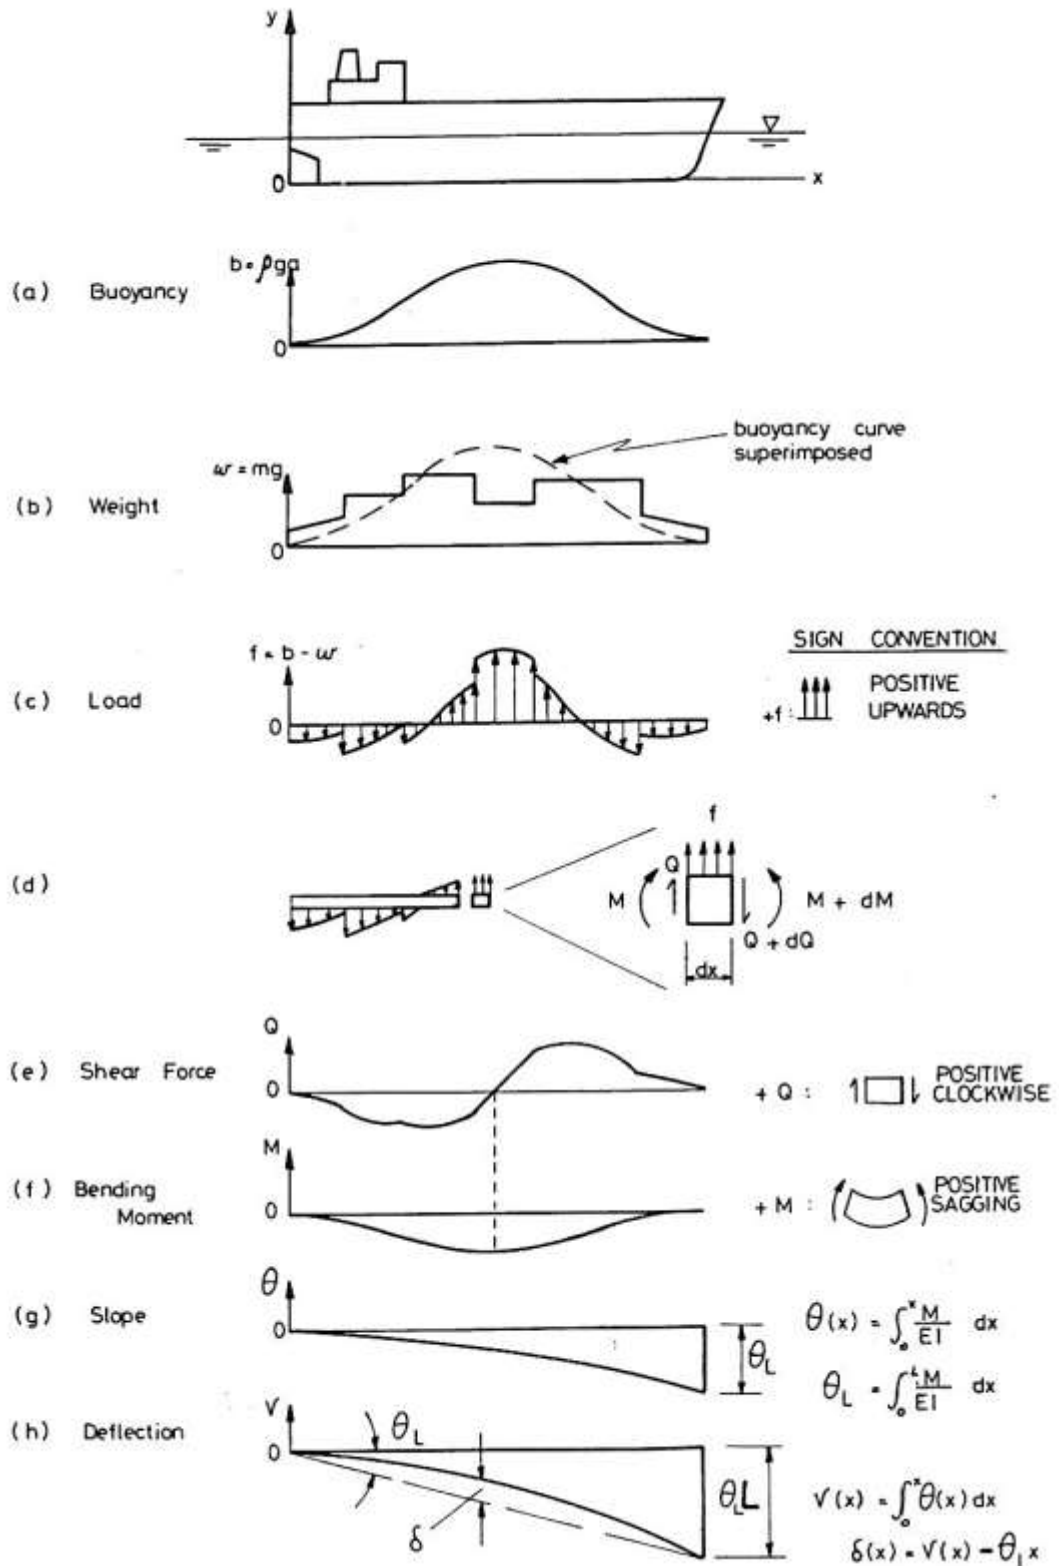 y
0
x
(a) Buoyancy
b = ρga
0
(b) Weight
w = mg
0
buoyancy curve
superimposed
(c) Load
f = b - w
0
SIGN CONVENTION
+f :
POSITIVE
UPWARDS
(d)
f
Q
M
M + dM
Q + dQ
dx
(e) Shear Force
Q
0
+ Q :
POSITIVE
CLOCKWISE
(f) Bending
Moment
M
0
+ M :
POSITIVE
SAGGING
(g) Slope
θ
0
θL
θ(x) = ∫₀ˣ M/EI dx
θL = ∫₀ᴸ M/EI dx
(h) Deflection
v
0
θL
δ
θL L
v(x) = ∫₀ˣ θ(x) dx
δ(x) = v(x) - θL x